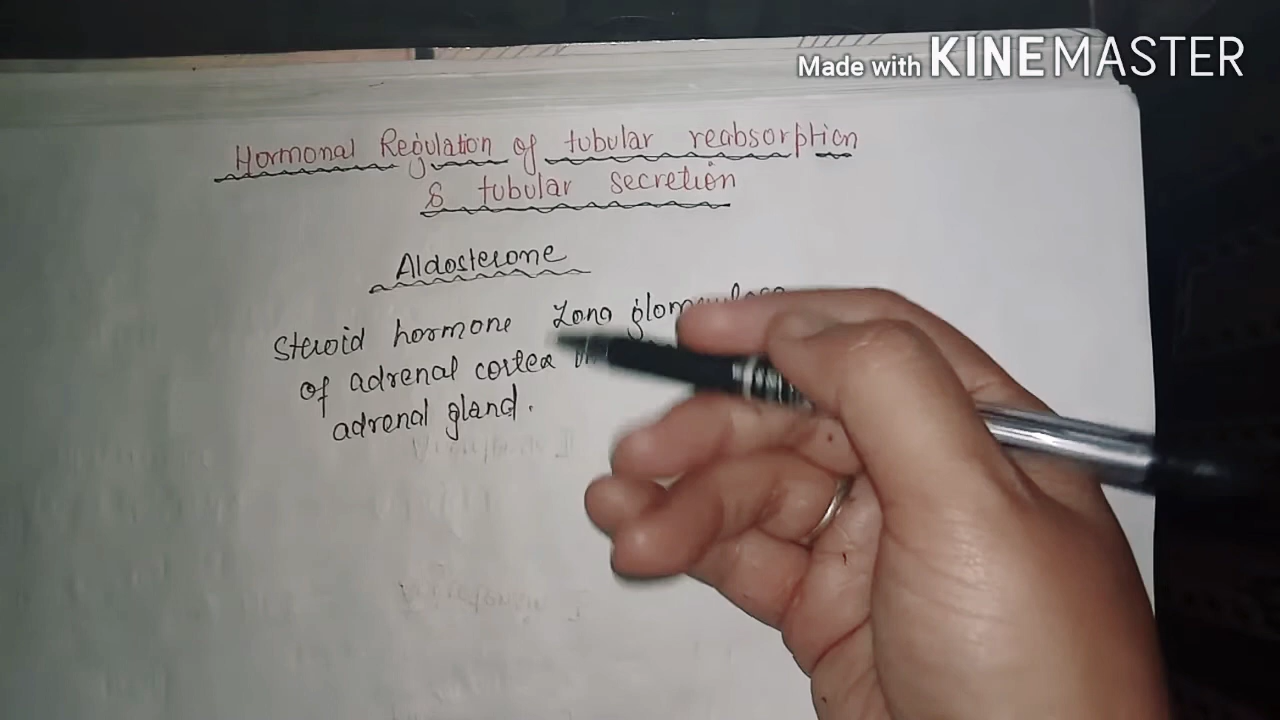 Made with KINEMASTER
Hormonal Regulation of tubular reabsorption
& tubular secretion
Aldosterone
Steroid hormone Zona
of adrenal cortex
adrenal gland.